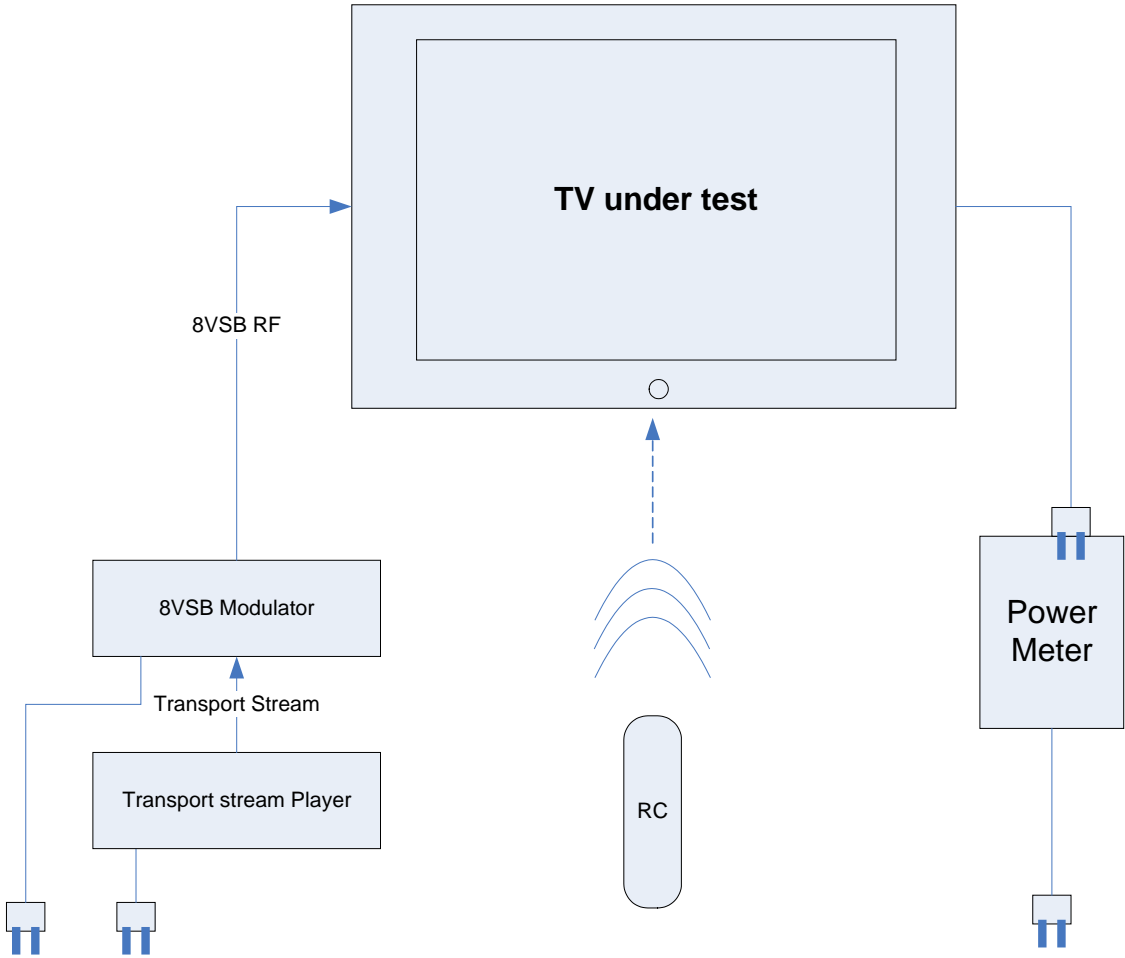 TV under test
8VSB RF
8VSB Modulator
Transport Stream
Transport stream Player
RC
Power
Meter